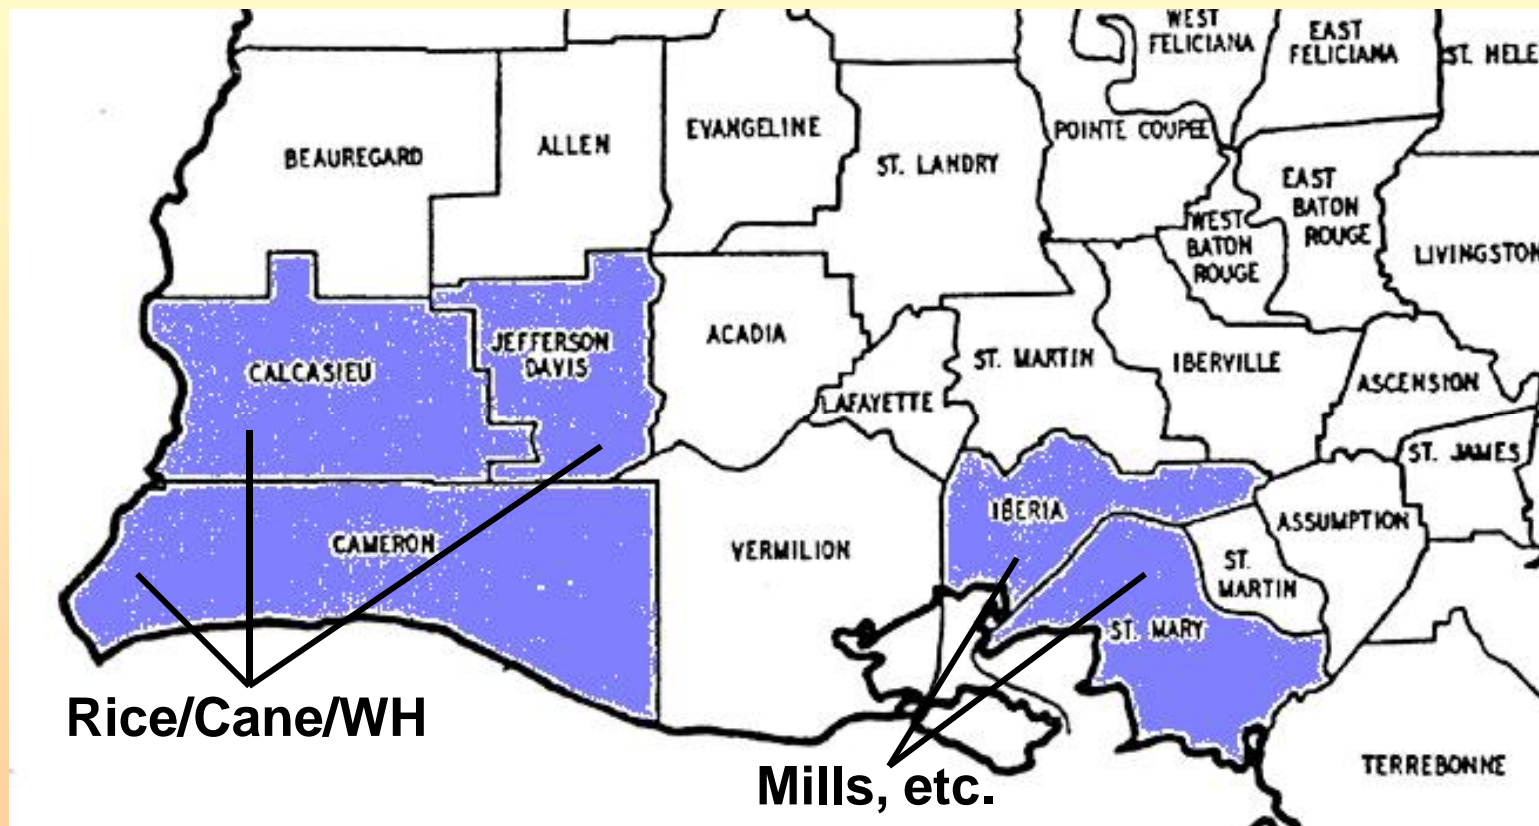 WEST
FELICIANA
EAST
FELICIANA
ST. HELE
BEAUREGARD
ALLEN
EVANGELINE
ST. LANDRY
POINTE COUPEE
WEST
BATON
ROUGE
EAST
BATON
ROUGE
LIVINGSTON
CALCASIEU
JEFFERSON
DAVIS
ACADIA
LAFAYETTE
ST. MARTIN
IBERVILLE
ASCENSION
ST. JAMES
CAMERON
VERMILION
IBERIA
ASSUMPTION
ST.
MARTIN
ST. MARY
TERREBONNE
Rice/Cane/WH
Mills, etc.